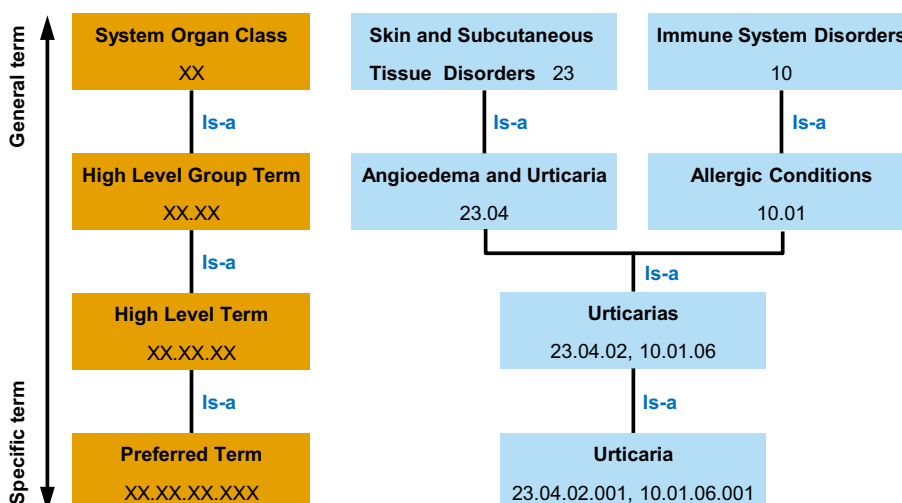 General term
Specific term
System Organ Class
XX
Is-a
High Level Group Term
XX.XX
Is-a
High Level Term
XX.XX.XX
Is-a
Preferred Term
XX.XX.XX.XXX
Skin and Subcutaneous
Tissue Disorders 23
Is-a
Angioedema and Urticaria
23.04
Immune System Disorders
10
Is-a
Allergic Conditions
10.01
Is-a
Urticarias
23.04.02, 10.01.06
Is-a
Urticaria
23.04.02.001, 10.01.06.001